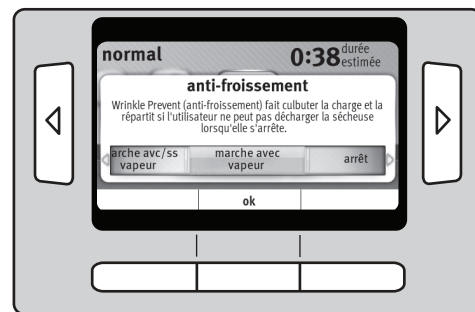 normal 0:38 durée
estimée
anti-froissement
Wrinkle Prevent (anti-froissement) fait culbuter la charge et la
répartit si l'utilisateur ne peut pas décharger la sécheuse
lorsqu'elle s'arrête.
arche avc/ss marche avec arrêt
vapeur vapeur
ok